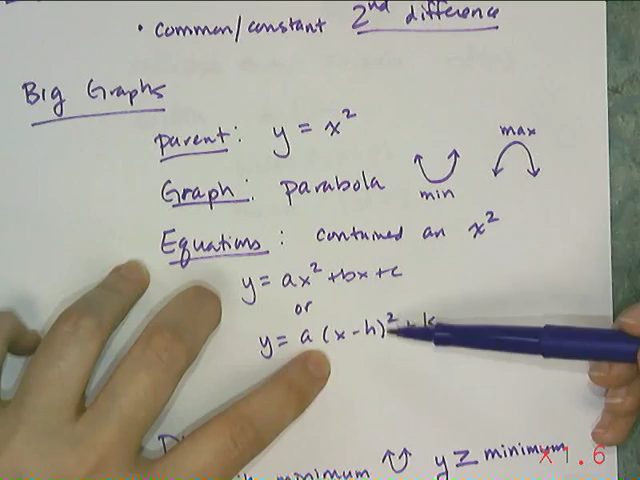 • common/constant 2nd difference
Big Graphs
parent: y = x²
max
Graph: parabola
min
Equations: contained an x²
y = ax² + bx + c
or
y = a (x - h)² + k
minimum y ≥ minimum
x1.6